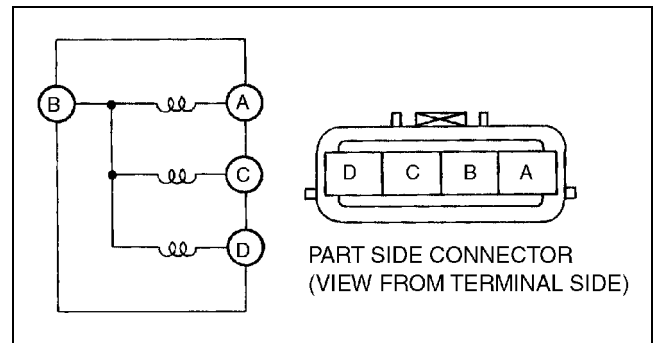 B
A
C
D
D C B A
PART SIDE CONNECTOR
(VIEW FROM TERMINAL SIDE)